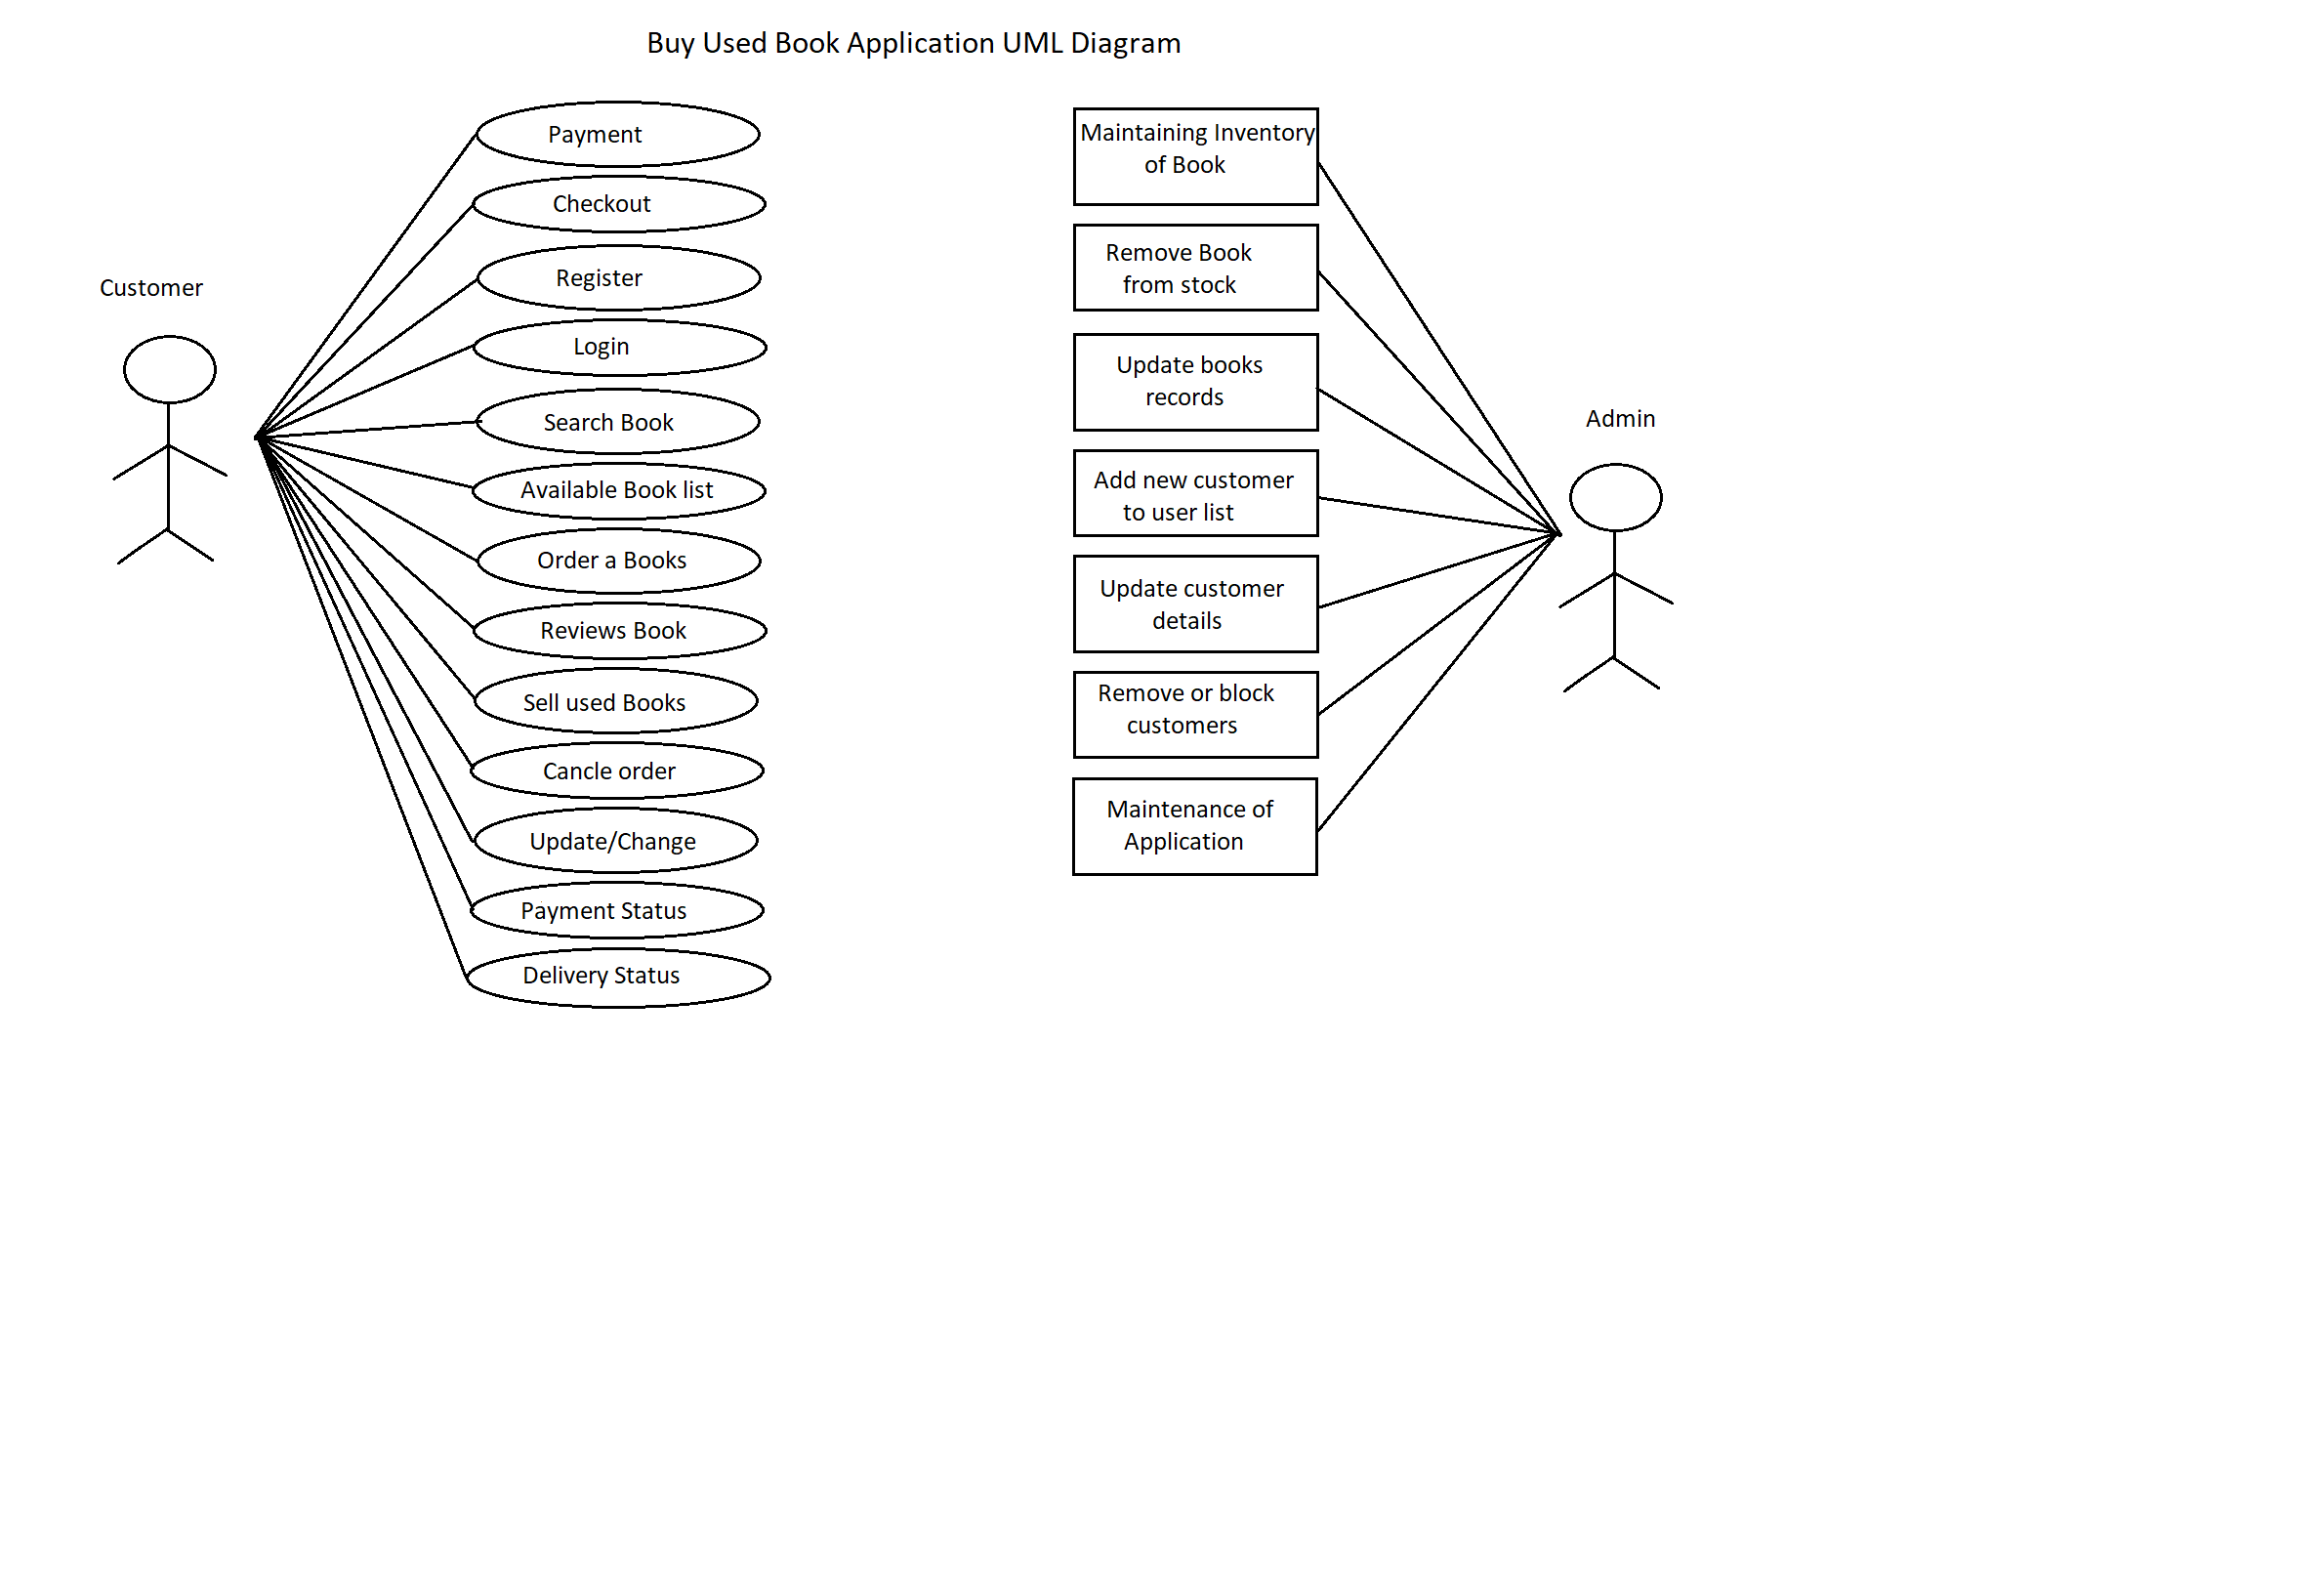 Buy Used Book Application UML Diagram
Customer
Payment
Checkout
Register
Login
Search Book
Available Book list
Order a Books
Reviews Book
Sell used Books
Cancle order
Update/Change
Payment Status
Delivery Status
Maintaining Inventory
of Book
Remove Book
from stock
Update books
records
Add new customer
to user list
Update customer
details
Remove or block
customers
Maintenance of
Application
Admin